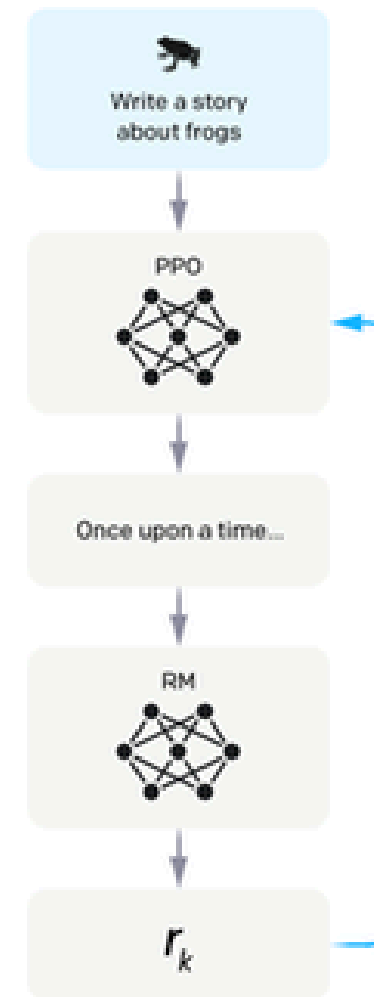 Write a story
about frogs
PPO
Once upon a time...
RM
r_k